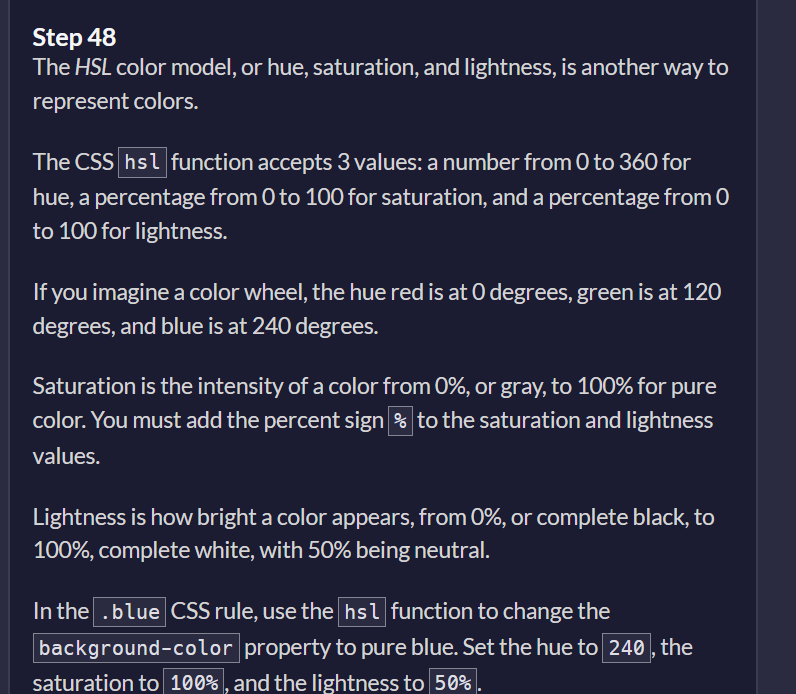 Step 48
The HSL color model, or hue, saturation, and lightness, is another way to
represent colors.
The CSS hsl function accepts 3 values: a number from 0 to 360 for
hue, a percentage from 0 to 100 for saturation, and a percentage from 0
to 100 for lightness.
If you imagine a color wheel, the hue red is at 0 degrees, green is at 120
degrees, and blue is at 240 degrees.
Saturation is the intensity of a color from 0%, or gray, to 100% for pure
color. You must add the percent sign % to the saturation and lightness
values.
Lightness is how bright a color appears, from 0%, or complete black, to
100%, complete white, with 50% being neutral.
In the .blue CSS rule, use the hsl function to change the
background-color property to pure blue. Set the hue to 240, the
saturation to 100%, and the lightness to 50%.